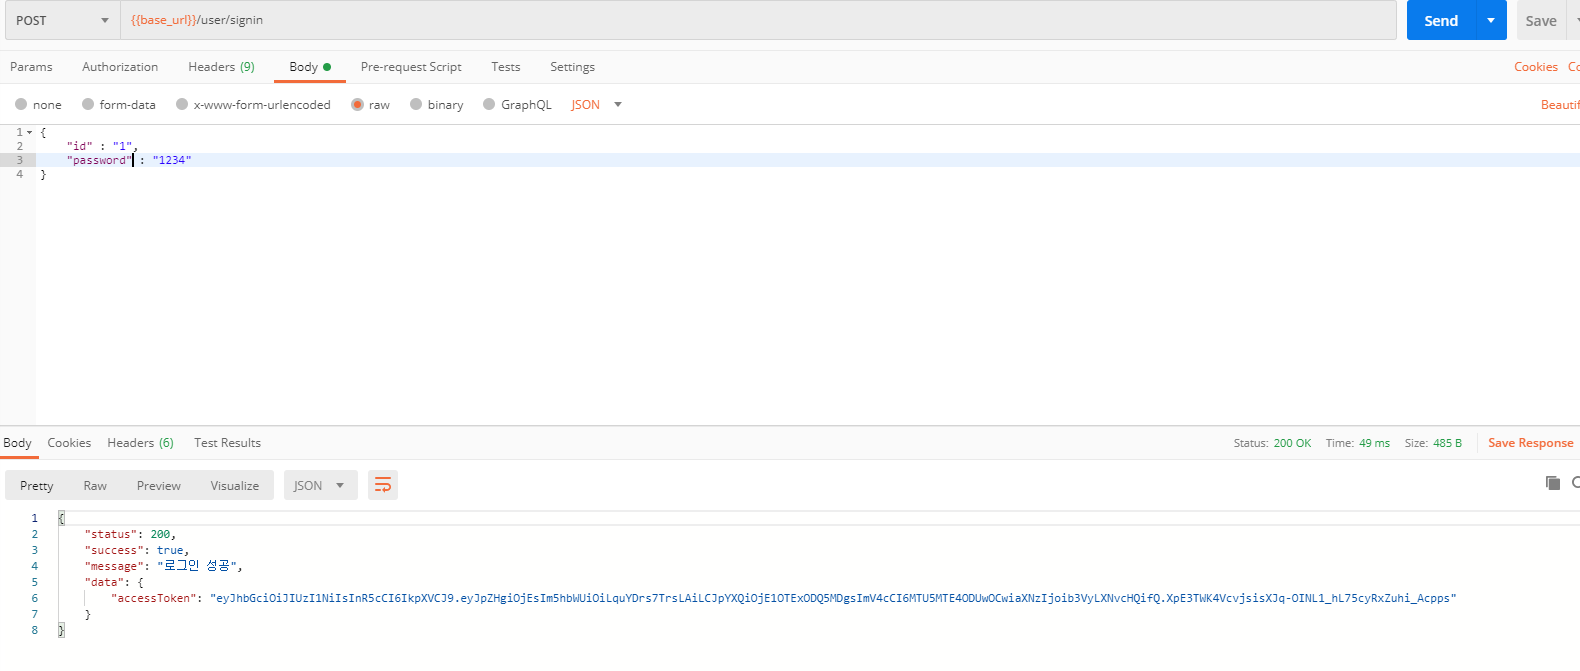 POST {{base_url}}/user/signin Send Save
Params Authorization Headers (9) Body Pre-request Script Tests Settings Cookies
none form-data x-www-form-urlencoded raw binary GraphQL JSON Beautif
1 {
2 "id" : "1",
3 "password" : "1234"
4 }
Body Cookies Headers (6) Test Results Status: 200 OK Time: 49 ms Size: 485 B Save Response
Pretty Raw Preview Visualize JSON
1 {
2 "status": 200,
3 "success": true,
4 "message": "로그인 성공",
5 "data": {
6 "accessToken": "eyJhbGciOiJIUzI1NiIsInR5cCI6IkpXVCJ9.eyJpZHgiOjEsIm5hbWUiOiLquYDrs7TrsLAiLCJpYXQiOjE1OTExODQ5MDgsImV4cCI6MTU5MTE4ODUwOCwiaXNzIjoib3VyLXNvcHQifQ.XpE3TWK4VcvjsisXJq-OINL1_hL75cyRxZuhi_Acpps"
7 }
8 }